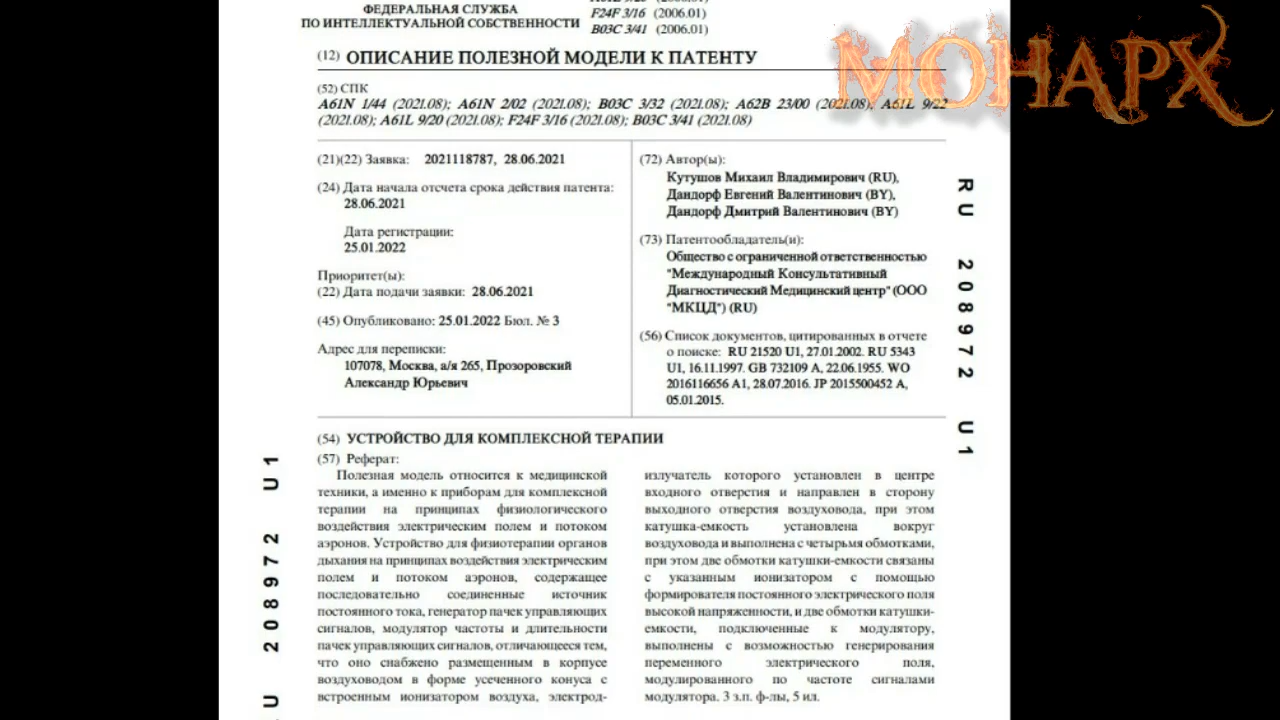 ФЕДЕРАЛЬНАЯ СЛУЖБА
ПО ИНТЕЛЛЕКТУАЛЬНОЙ СОБСТВЕННОСТИ
F24F 3/16 (2006.01)
B03C 3/41 (2006.01)
МОНАРХ
(12) ОПИСАНИЕ ПОЛЕЗНОЙ МОДЕЛИ К ПАТЕНТУ
(52) СПК
A61N 1/44 (2021.08); A61N 2/02 (2021.08); B03C 3/32 (2021.08); A62B 23/00 (2021.08); A61L 9/22
(2021.08); A61L 9/20 (2021.08); F24F 3/16 (2021.08); B03C 3/41 (2021.08)
(21)(22) Заявка: 2021118787, 28.06.2021
(24) Дата начала отсчета срока действия патента:
28.06.2021
Дата регистрации:
25.01.2022
Приоритет(ы):
(22) Дата подачи заявки: 28.06.2021
(45) Опубликовано: 25.01.2022 Бюл. № 3
Адрес для переписки:
107078, Москва, а/я 265, Прозоровский
Александр Юрьевич
(72) Автор(ы):
Кутушов Михаил Владимирович (RU),
Дандорф Евгений Валентинович (BY),
Дандорф Дмитрий Валентинович (BY)
(73) Патентообладатель(и):
Общество с ограниченной ответственностью
"Международный Консультативный
Диагностический Медицинский центр" (ООО
"МКЦД") (RU)
(56) Список документов, цитированных в отчете
о поиске: RU 21520 U1, 27.01.2002. RU 5343
U1, 16.11.1997. GB 732109 A, 22.06.1955. WO
2016116656 A1, 28.07.2016. JP 2015500452 A,
05.01.2015.
RU 208972 U1
(54) УСТРОЙСТВО ДЛЯ КОМПЛЕКСНОЙ ТЕРАПИИ
(57) Реферат:
Полезная модель относится к медицинской
техники, а именно к приборам для комплексной
терапии на принципах физиологического
воздействия электрическим полем и потоком
аэронов. Устройство для физиотерапии органов
дыхания на принципах воздействия электрическим
полем и потоком аэронов, содержащее
последовательно соединенные источник
постоянного тока, генератор пачек управляющих
сигналов, модулятор частоты и длительности
пачек управляющих сигналов, отличающееся тем,
что оно снабжено размещенным в корпусе
воздуховодом в форме усеченного конуса с
встроенным ионизатором воздуха, электрод-
излучатель которого установлен в центре
входного отверстия и направлен в сторону
выходного отверстия воздуховода, при этом
катушка-емкость установлена вокруг
воздуховода и выполнена с четырьмя обмотками,
при этом две обмотки катушки-емкости связаны
с указанным ионизатором с помощью
формирователя постоянного электрического поля
высокой напряженности, и две обмотки катушки-
емкости, подключенные к модулятору,
выполнены с возможностью генерирования
переменного электрического поля,
модулированного по частоте сигналами
модулятора. 3 з.п. ф-лы, 5 ил.
U 208972 U1